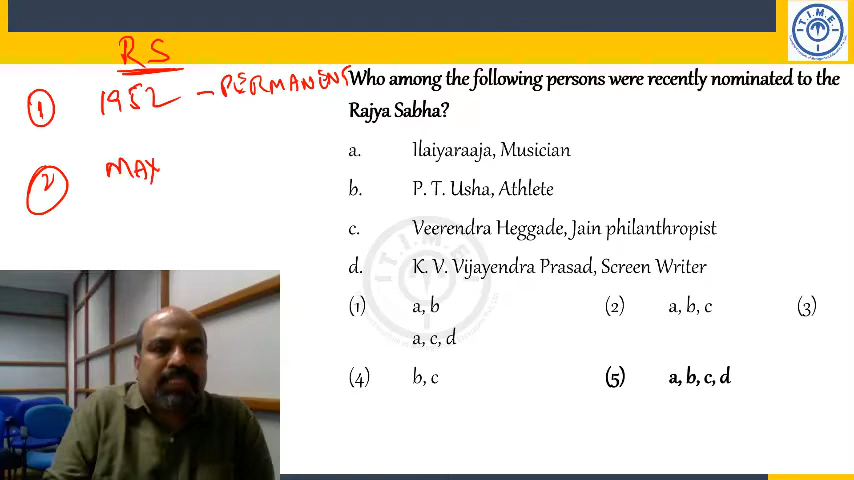 T.I.M.E.
RS
① 1952 - PERMANENT
② MAX
Who among the following persons were recently nominated to the
Rajya Sabha?
a. Ilaiyaraaja, Musician
b. P. T. Usha, Athlete
c. Veerendra Heggade, Jain philanthropist
d. K. V. Vijayendra Prasad, Screen Writer
(1) a, b (2) a, b, c (3)
a, c, d
(4) b, c (5) a, b, c, d